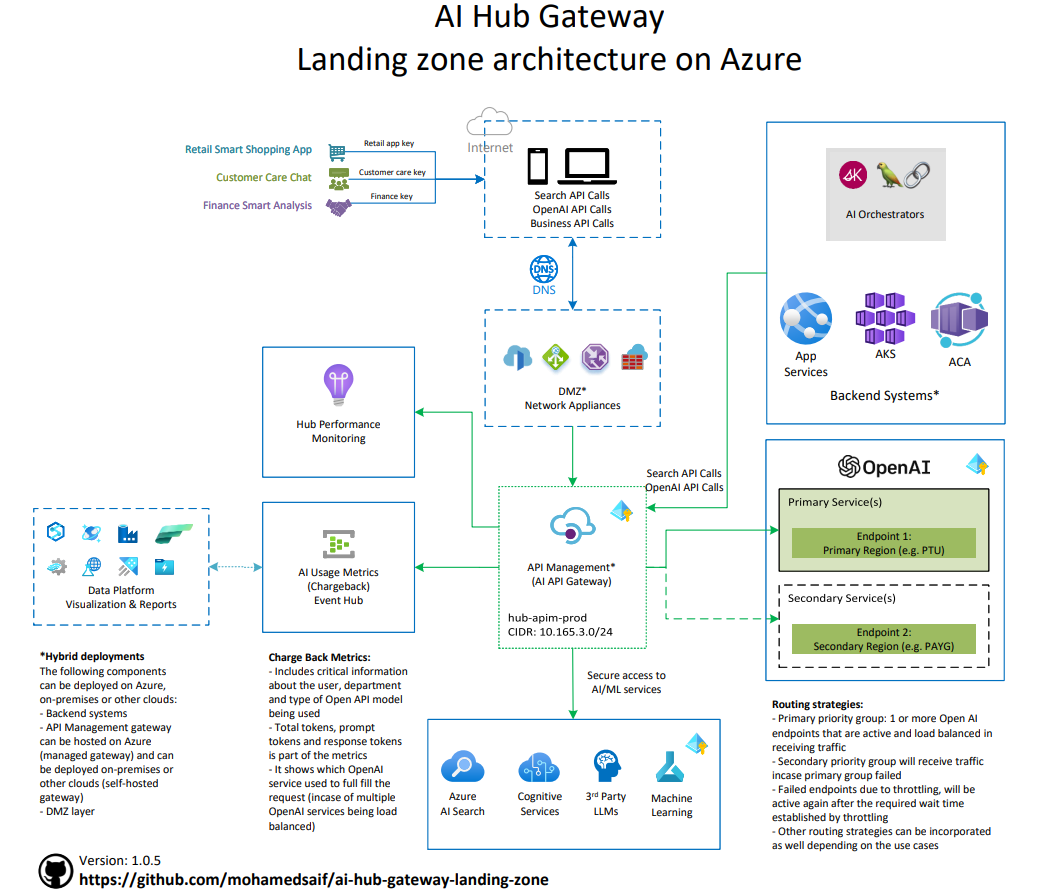 AI Hub Gateway
Landing zone architecture on Azure
Internet
Retail Smart Shopping App
Retail app key
Customer Care Chat
Customer care key
Finance Smart Analysis
Finance key
Search API Calls
OpenAI API Calls
Business API Calls
DNS
DNS
DMZ*
Network Appliances
SK
AI Orchestrators
App
Services
AKS
ACA
Backend Systems*
Hub Performance
Monitoring
Search API Calls
OpenAI API Calls
OpenAI
Primary Service(s)
Endpoint 1:
Primary Region (e.g. PTU)
Secondary Service(s)
Endpoint 2:
Secondary Region (e.g. PAYG)
API Management*
(AI API Gateway)
hub-apim-prod
CIDR: 10.165.3.0/24
AI Usage Metrics
(Chargeback)
Event Hub
Data Platform
Visualization & Reports
Secure access to
AI/ML services
Azure
AI Search
Cognitive
Services
3rd Party
LLMs
Machine
Learning
*Hybrid deployments
The following components
can be deployed on Azure,
on-premises or other clouds:
- Backend systems
- API Management gateway
can be hosted on Azure
(managed gateway) and can
be deployed on-premises or
other clouds (self-hosted
gateway)
- DMZ layer
Charge Back Metrics:
- Includes critical information
about the user, department
and type of Open API model
being used
- Total tokens, prompt
tokens and response tokens
is part of the metrics
- It shows which OpenAI
service used to full fill the
request (incase of multiple
OpenAI services being load
balanced)
Routing strategies:
- Primary priority group: 1 or more Open AI
endpoints that are active and load balanced in
receiving traffic
- Secondary priority group will receive traffic
incase primary group failed
- Failed endpoints due to throttling, will be
active again after the required wait time
established by throttling
- Other routing strategies can be incorporated
as well depending on the use cases
Version: 1.0.5
https://github.com/mohamedsaif/ai-hub-gateway-landing-zone